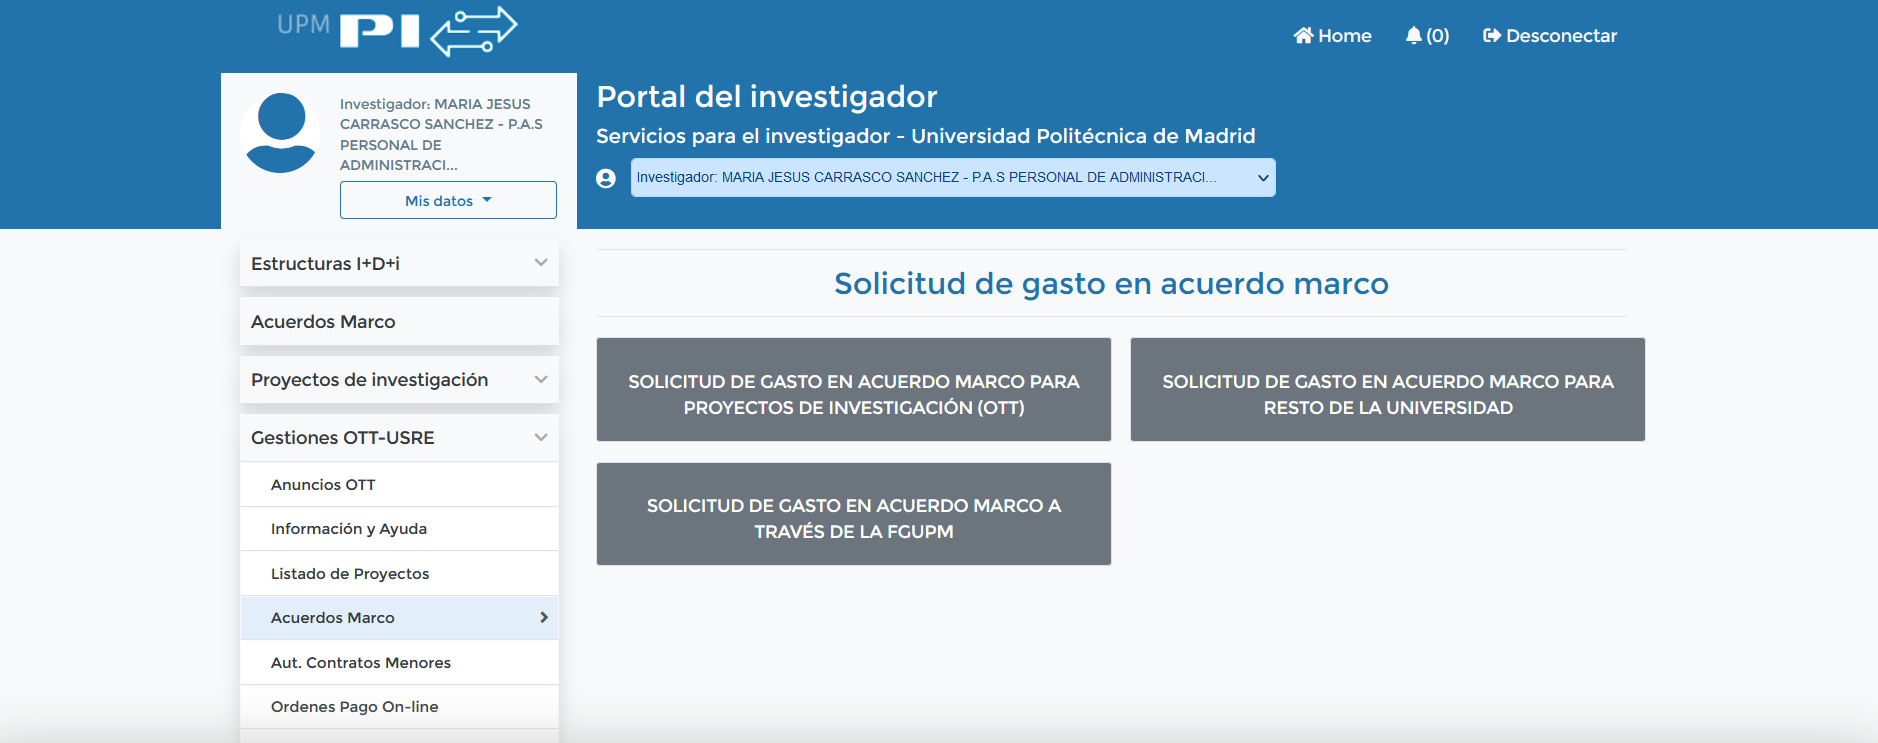 UPM PI
Home
(0)
Desconectar
Investigador: MARIA JESUS
CARRASCO SANCHEZ - P.A.S
PERSONAL DE
ADMINISTRACI...
Mis datos
Portal del investigador
Servicios para el investigador - Universidad Politécnica de Madrid
Investigador: MARIA JESUS CARRASCO SANCHEZ - P.A.S PERSONAL DE ADMINISTRACI...
Estructuras I+D+i
Acuerdos Marco
Proyectos de investigación
Gestiones OTT-USRE
Anuncios OTT
Información y Ayuda
Listado de Proyectos
Acuerdos Marco
Aut. Contratos Menores
Ordenes Pago On-line
Solicitud de gasto en acuerdo marco
SOLICITUD DE GASTO EN ACUERDO MARCO PARA
PROYECTOS DE INVESTIGACIÓN (OTT)
SOLICITUD DE GASTO EN ACUERDO MARCO PARA
RESTO DE LA UNIVERSIDAD
SOLICITUD DE GASTO EN ACUERDO MARCO A
TRAVÉS DE LA FGUPM